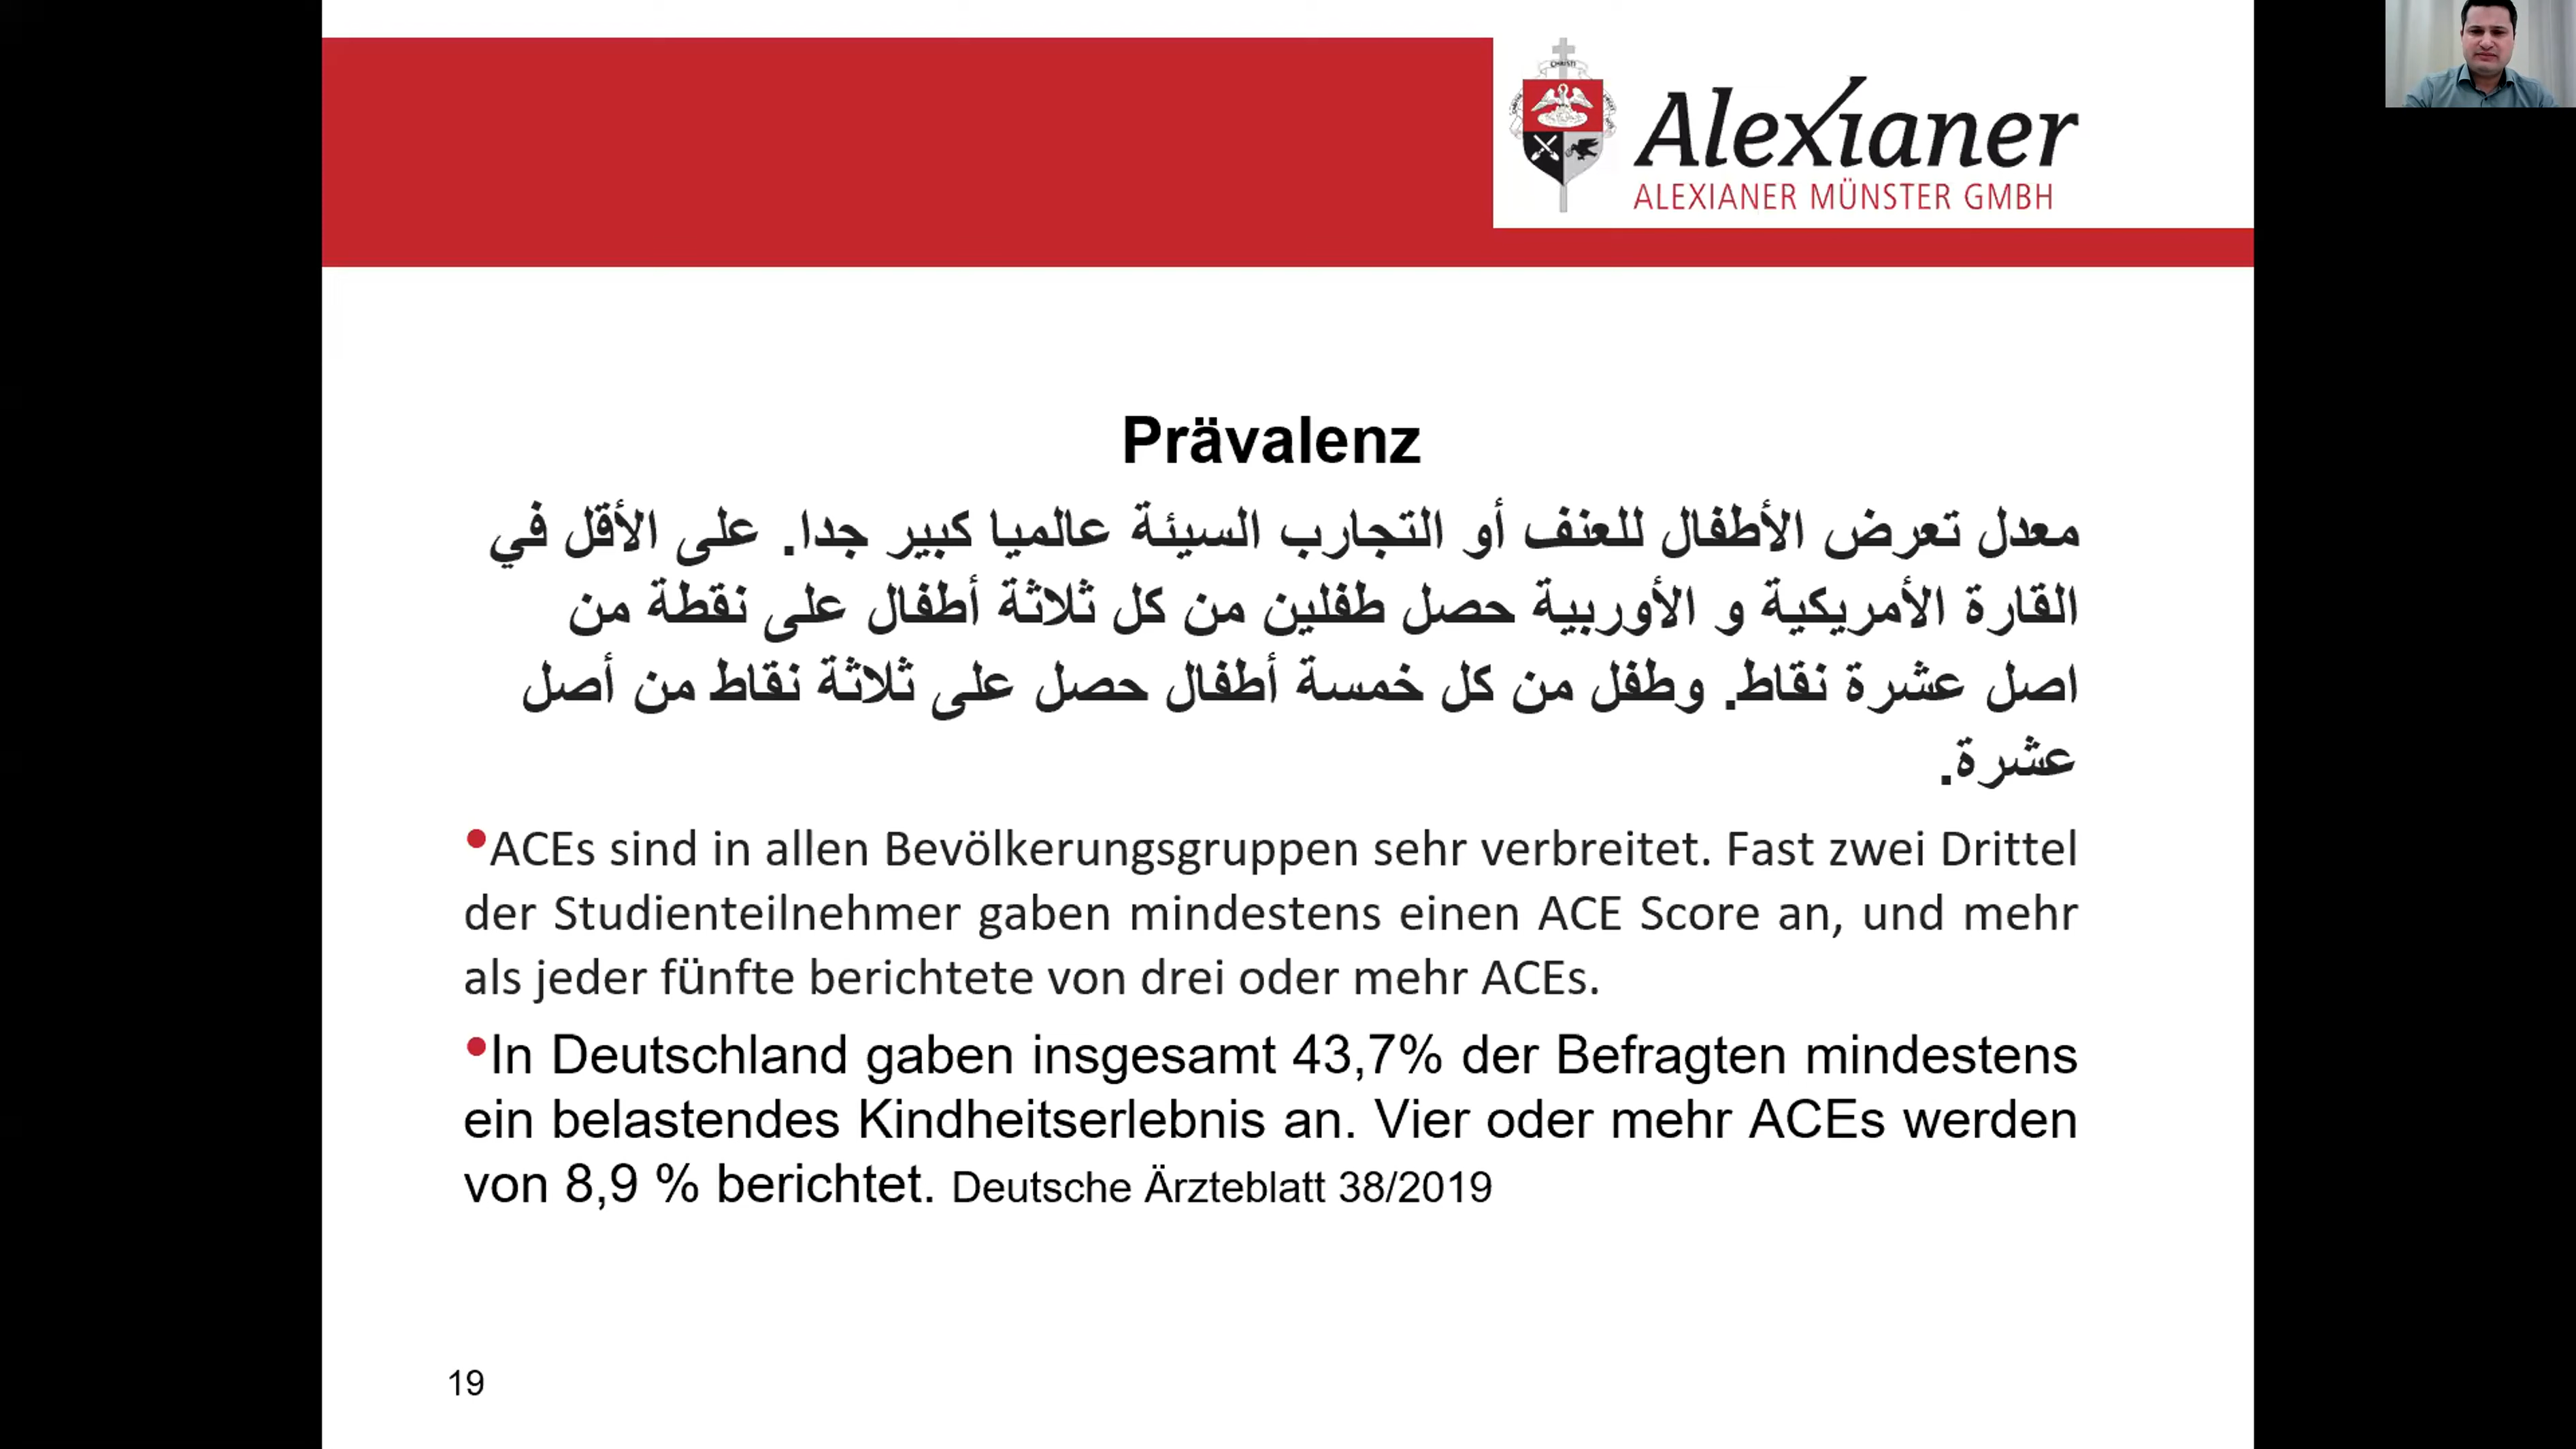 CHRISTI
Alexianer
ALEXIANER MÜNSTER GMBH
Prävalenz
معدل تعرض الأطفال للعنف أو التجارب السيئة عالميا كبير جدا. على الأقل في
القارة الأمريكية و الأوربية حصل طفلين من كل ثلاثة أطفال على نقطة من
اصل عشرة نقاط. وطفل من كل خمسة أطفال حصل على ثلاثة نقاط من أصل
عشرة.
•ACEs sind in allen Bevölkerungsgruppen sehr verbreitet. Fast zwei Drittel
der Studienteilnehmer gaben mindestens einen ACE Score an, und mehr
als jeder fünfte berichtete von drei oder mehr ACEs.
•In Deutschland gaben insgesamt 43,7% der Befragten mindestens
ein belastendes Kindheitserlebnis an. Vier oder mehr ACEs werden
von 8,9 % berichtet. Deutsche Ärzteblatt 38/2019
19